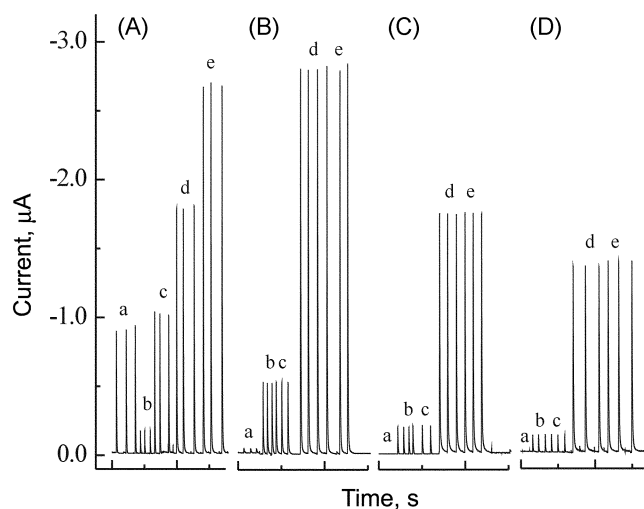 (A) (B) (C) (D)
-3.0
-2.0
-1.0
0.0
Current, μA
a b c d e
a b c d e
a b c d e
a b c d e
Time, s